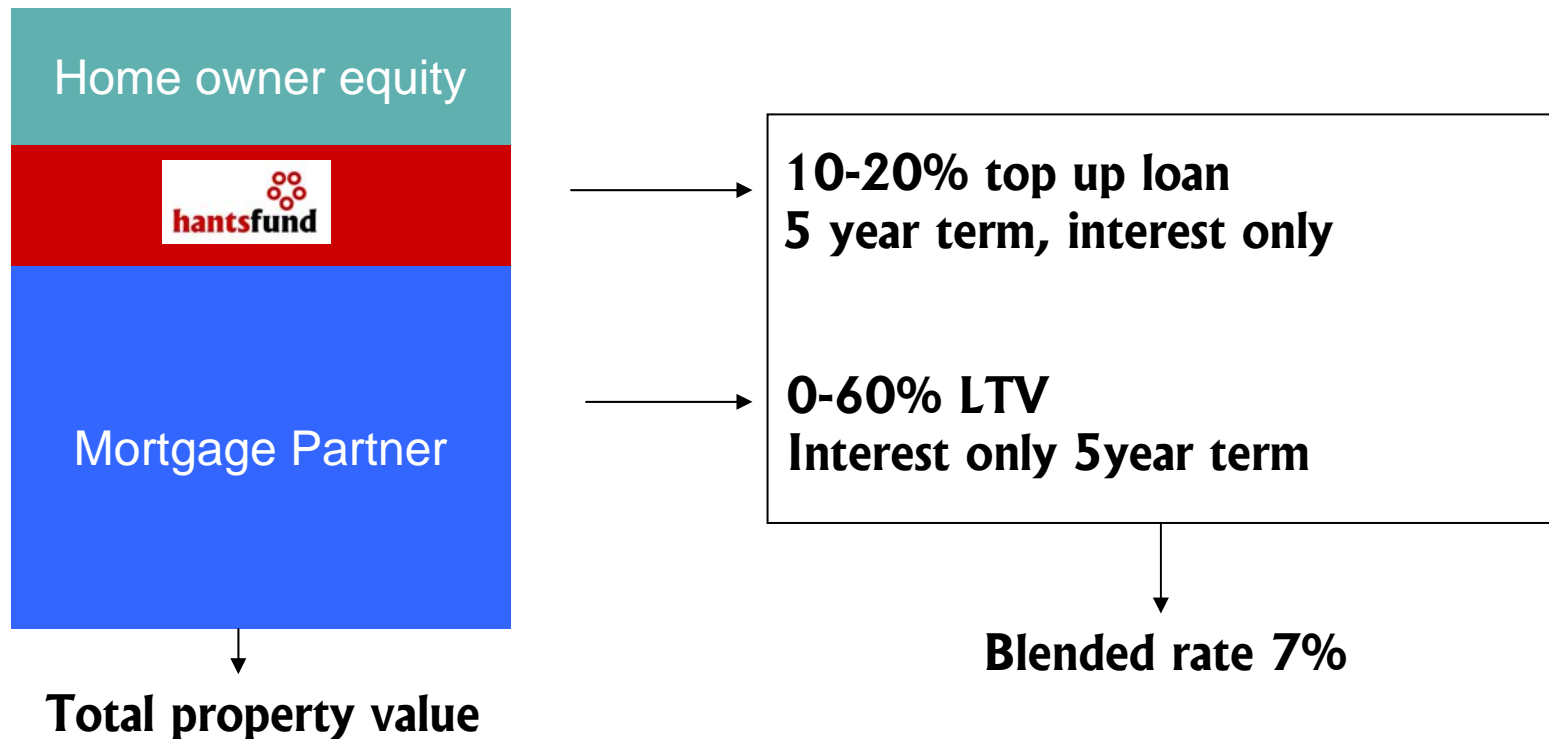 Home owner equity
hantsfund
10-20% top up loan
5 year term, interest only
Mortgage Partner
0-60% LTV
Interest only 5year term
Blended rate 7%
Total property value